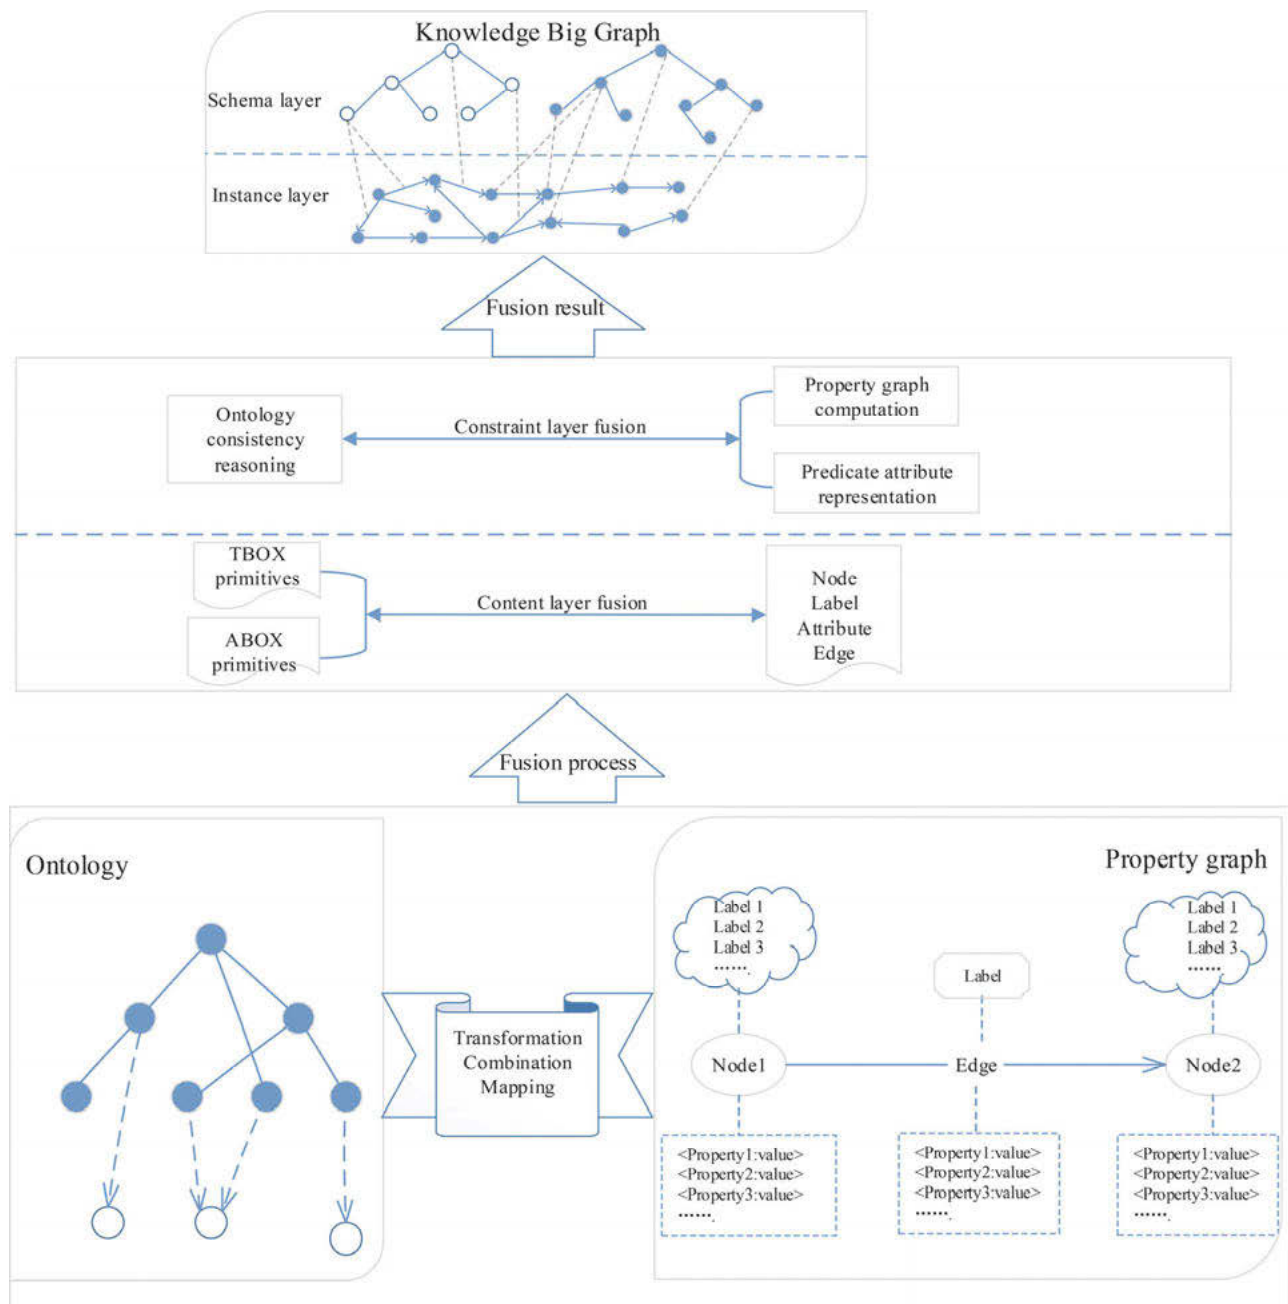 Knowledge Big Graph
Schema layer
Instance layer
Fusion result
Ontology
consistency
reasoning
Constraint layer fusion
Property graph
computation
Predicate attribute
representation
TBOX
primitives
ABOX
primitives
Content layer fusion
Node
Label
Attribute
Edge
Fusion process
Ontology
Transformation
Combination
Mapping
Property graph
Label 1
Label 2
Label 3
.......
Label
Label 1
Label 2
Label 3
.......
Node1
Edge
Node2
<Property1:value>
<Property2:value>
<Property3:value>
.......
<Property1:value>
<Property2:value>
<Property3:value>
.......
<Property1:value>
<Property2:value>
<Property3:value>
.......